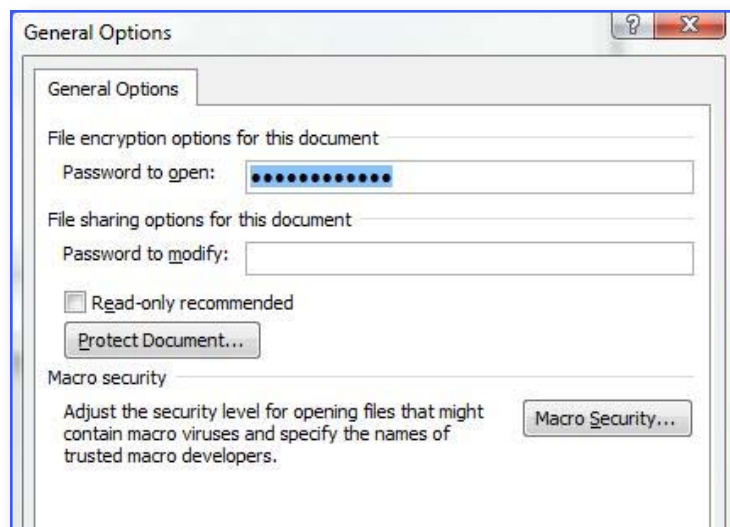 General Options
General Options
File encryption options for this document
Password to open: ••••••••••••
File sharing options for this document
Password to modify:
Read-only recommended
Protect Document...
Macro security
Adjust the security level for opening files that might
contain macro viruses and specify the names of
trusted macro developers.
Macro Security...